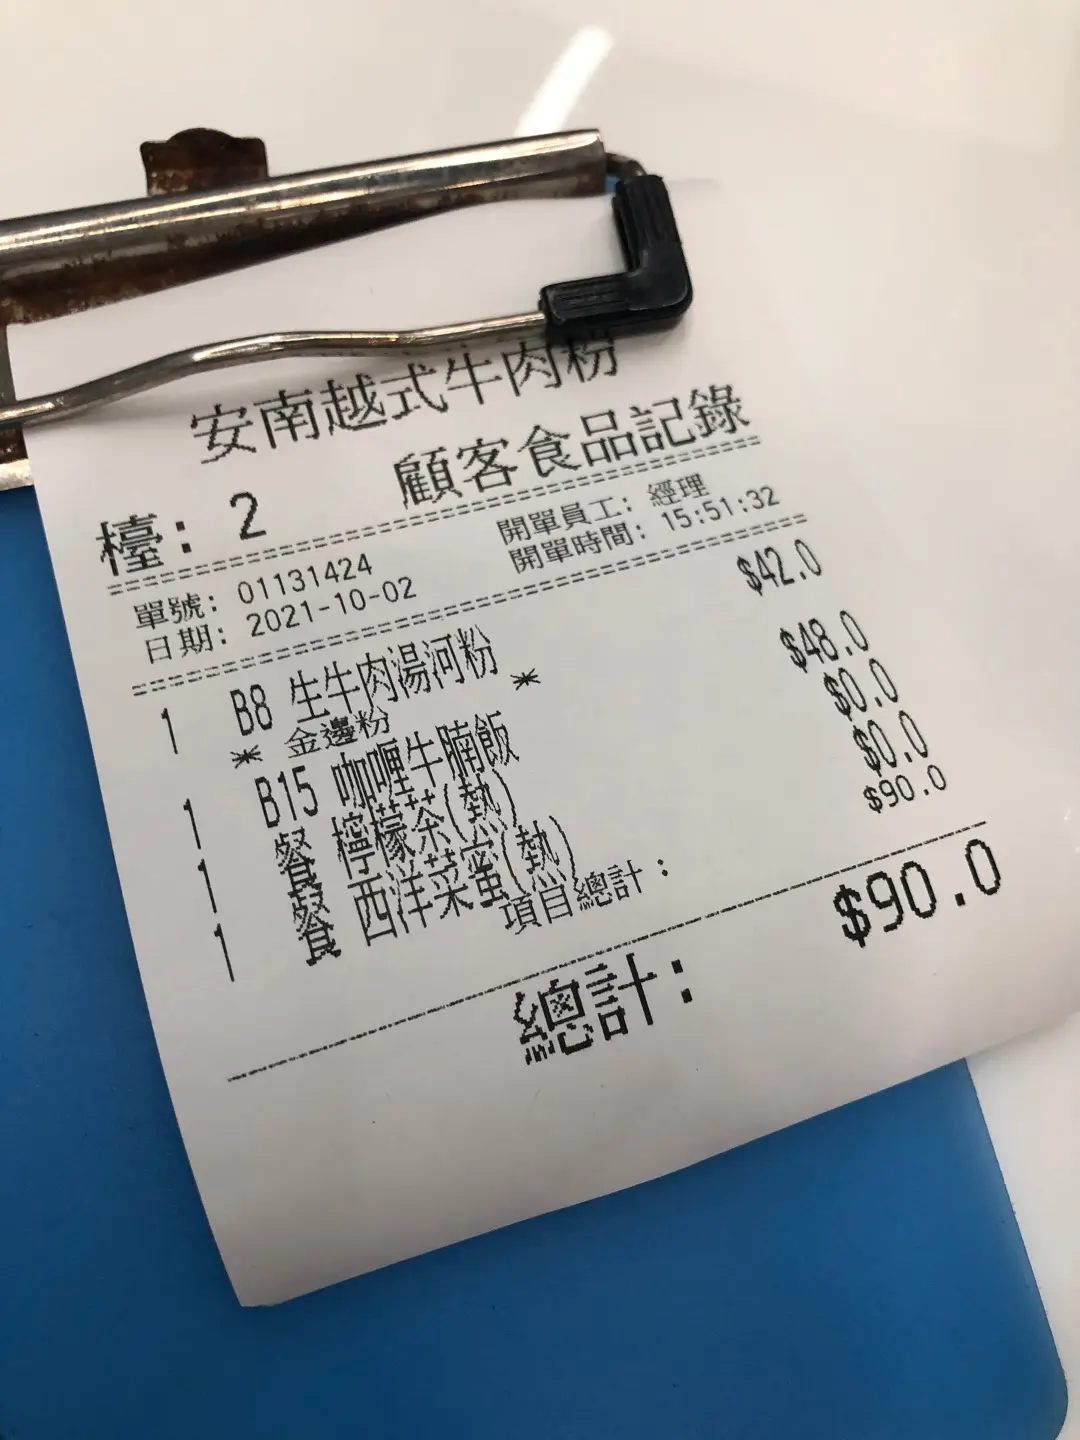 安南越式牛肉粉
顧客食品記錄
檯: 2
單號: 01131424 開單員工: 經理
日期: 2021-10-02 開單時間: 15:51:32
1 B8 生牛肉湯河粉 $42.0
* 金邊粉 *
1 B15 咖喱牛腩飯 $48.0
1 餐 檸檬茶(熱) $0.0
1 餐 西洋菜蜜(熱) $0.0
項目總計: $90.0
總計: $90.0